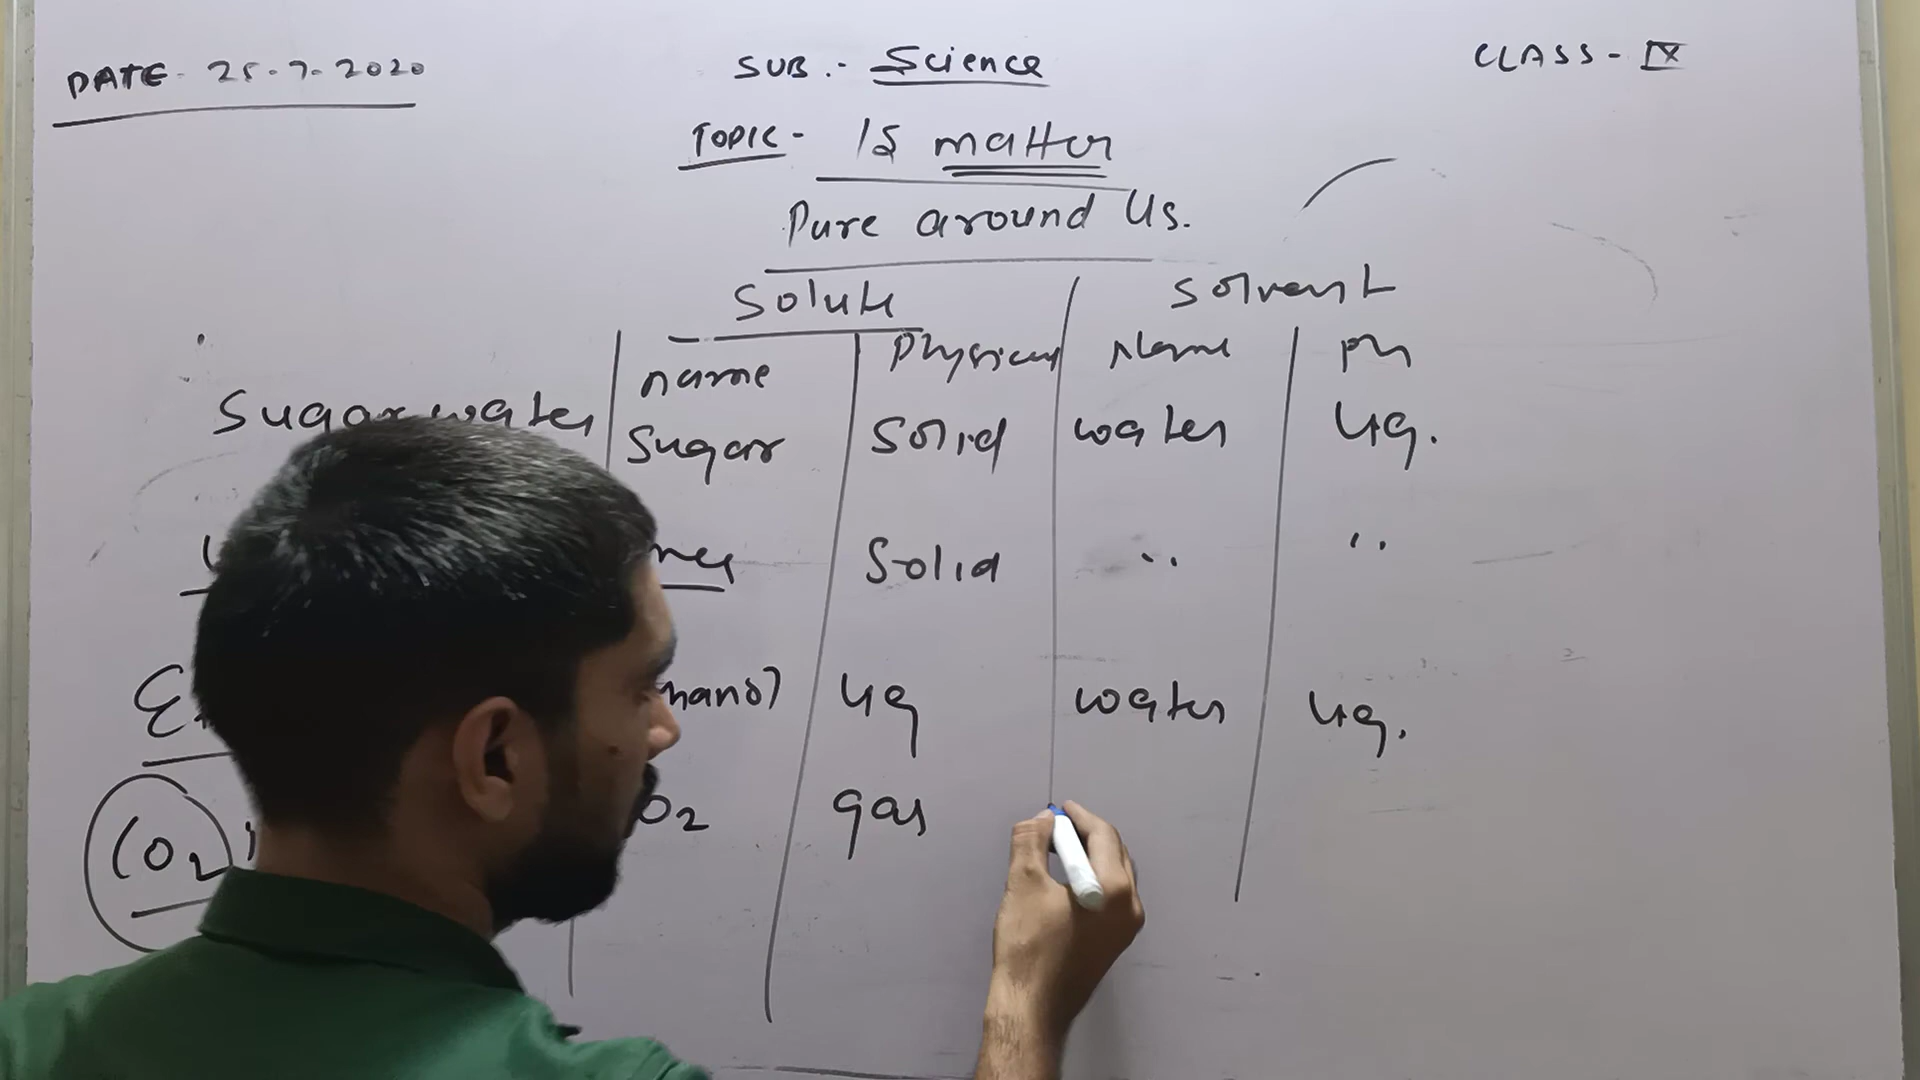 DATE- 25-7-2020
SUB.- Science
CLASS- IX
TOPIC- Is matter
Pure around Us.
Solute
Solvent
name Physical Name Ph
Sugar water Sugar Solid water liq.
Solid
liq water liq.
O2 gas